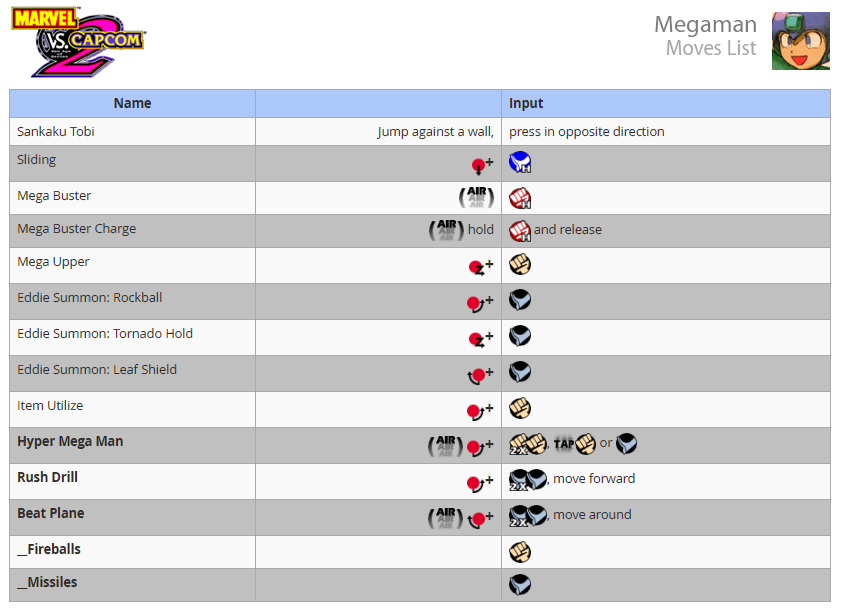 MARVEL
VS. CAPCOM
2
Megaman
Moves List
Name Input
Sankaku Tobi Jump against a wall, press in opposite direction
Sliding + H
Mega Buster (AIR) H
Mega Buster Charge (AIR) hold H and release
Mega Upper +
Eddie Summon: Rockball +
Eddie Summon: Tornado Hold +
Eddie Summon: Leaf Shield +
Item Utilize +
Hyper Mega Man (AIR) + 2X, TAP or
Rush Drill + 2X, move forward
Beat Plane (AIR) + 2X, move around
__Fireballs
__Missiles